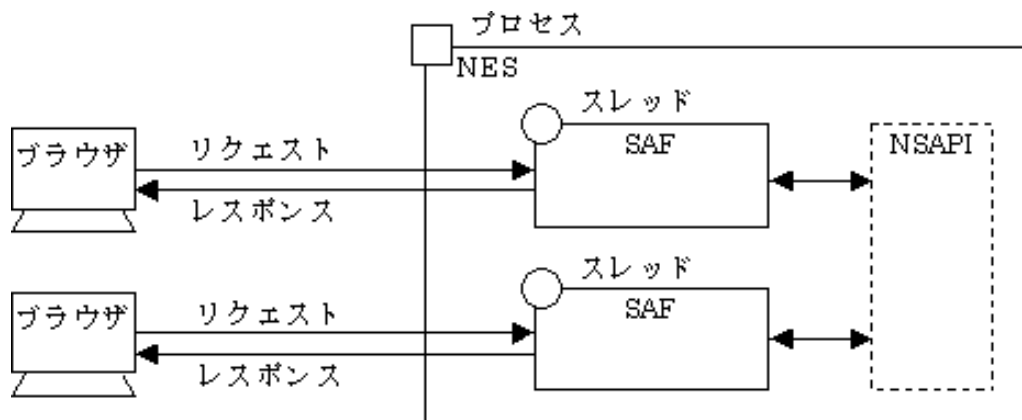 プロセス
NES
スレッド
SAF
NSAPI
ブラウザ
リクエスト
レスポンス
スレッド
SAF
ブラウザ
リクエスト
レスポンス